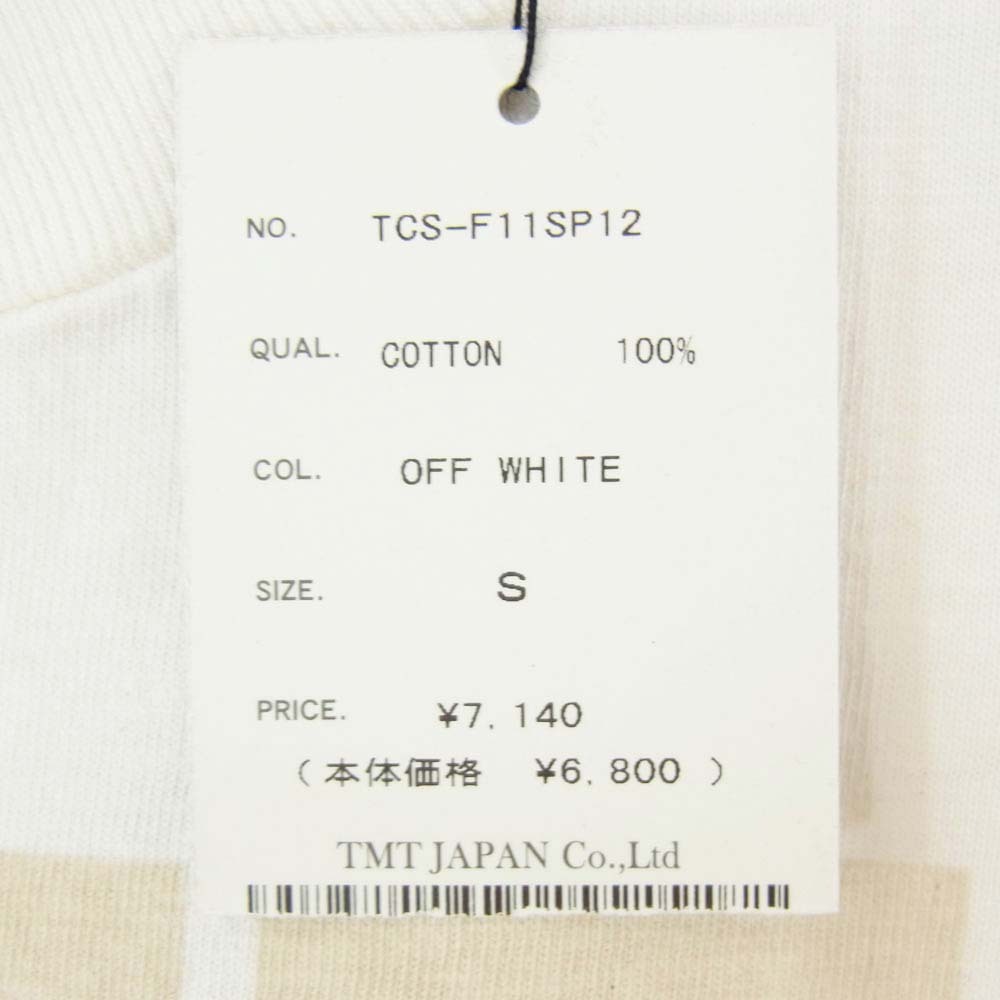 NO. TCS-F11SP12
QUAL. COTTON 100%
COL. OFF WHITE
SIZE. S
PRICE. ¥7,140
(本体価格 ¥6,800)
TMT JAPAN Co.,Ltd